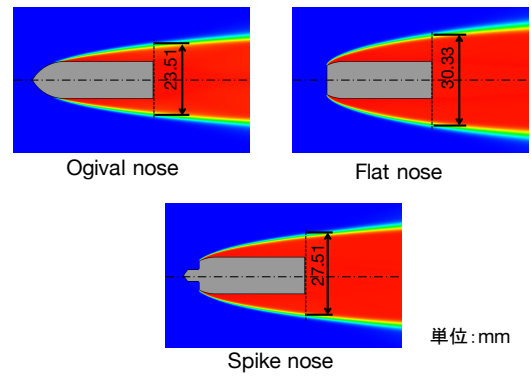 23.51
Ogival nose
30.33
Flat nose
27.51
Spike nose
単位:mm